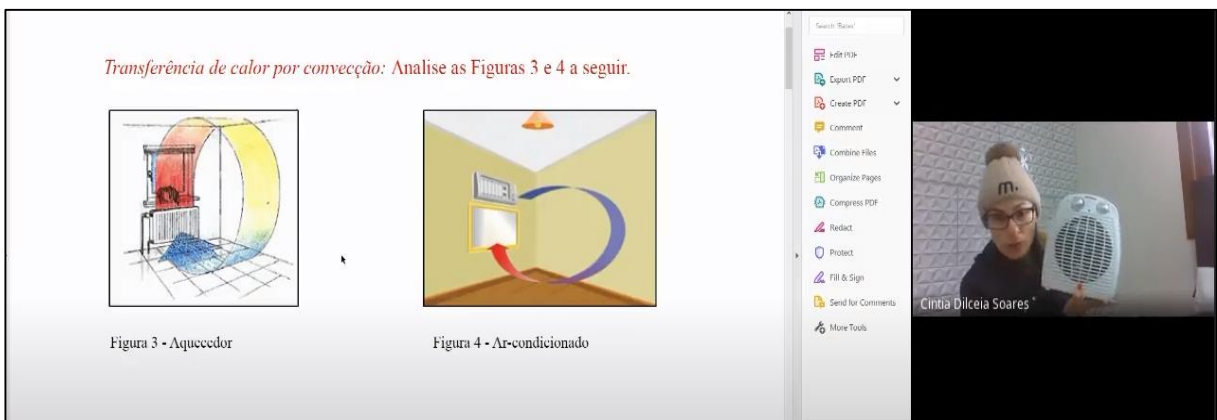 Transferência de calor por convecção: Analise as Figuras 3 e 4 a seguir.
Figura 3 - Aquecedor
Figura 4 - Ar-condicionado
Edit PDF
Export PDF
Create PDF
Comment
Combine Files
Organize Pages
Compress PDF
Redact
Protect
Fill & Sign
Send for Comments
More Tools
m.
Cintia Dilceia Soares